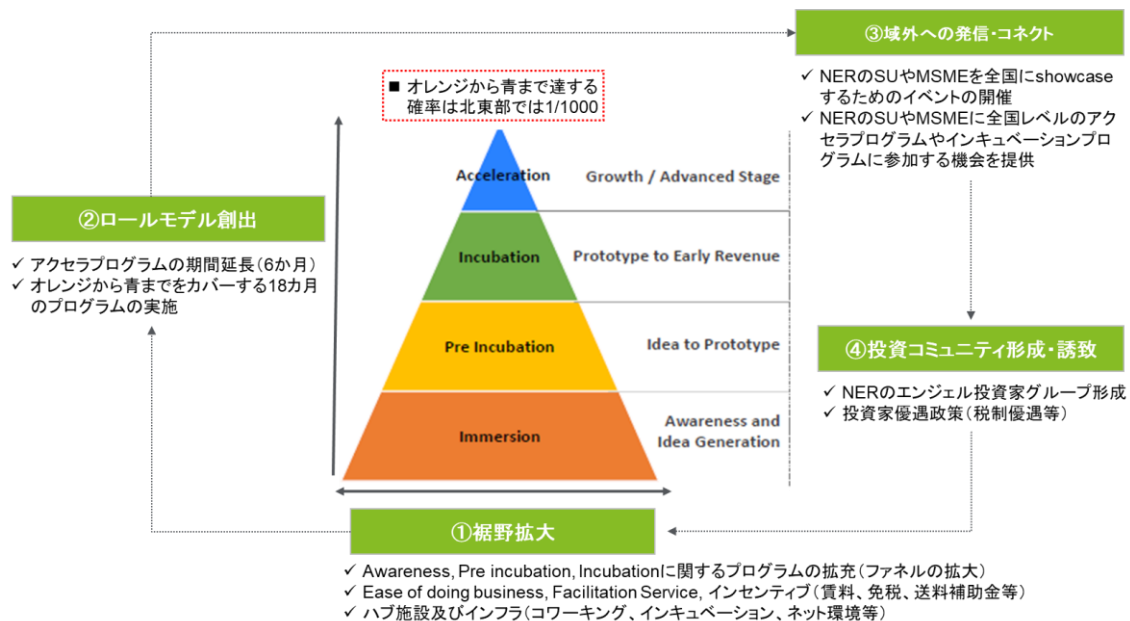 ③域外への発信・コネクト
✓ NERのSUやMSMEを全国にshowcase
するためのイベントの開催
✓ NERのSUやMSMEに全国レベルのアク
セラプログラムやインキュベーションプロ
グラムに参加する機会を提供
■ オレンジから青まで達する
確率は北東部では1/1000
②ロールモデル創出
✓ アクセラプログラムの期間延長(6か月)
✓ オレンジから青までをカバーする18カ月
のプログラムの実施
Acceleration
Growth / Advanced Stage
Incubation
Prototype to Early Revenue
Pre Incubation
Idea to Prototype
Immersion
Awareness and
Idea Generation
④投資コミュニティ形成・誘致
✓ NERのエンジェル投資家グループ形成
✓ 投資家優遇政策(税制優遇等)
①裾野拡大
✓ Awareness, Pre incubation, Incubationに関するプログラムの拡充(ファネルの拡大)
✓ Ease of doing business, Facilitation Service, インセンティブ(賃料、免税、送料補助金等)
✓ ハブ施設及びインフラ(コワーキング、インキュベーション、ネット環境等)